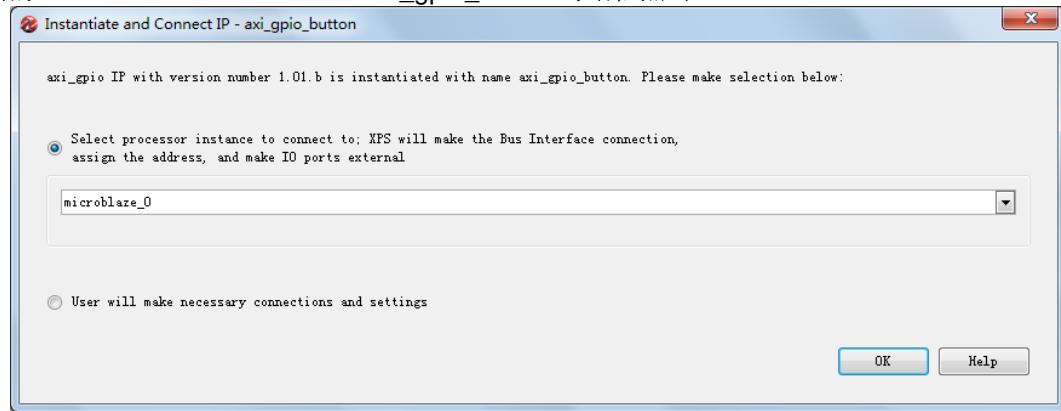 Instantiate and Connect IP - axi_gpio_button
axi_gpio IP with version number 1.01.b is instantiated with name axi_gpio_button. Please make selection below:
Select processor instance to connect to; XPS will make the Bus Interface connection,
assign the address, and make IO ports external
microblaze_0
User will make necessary connections and settings
OK
Help